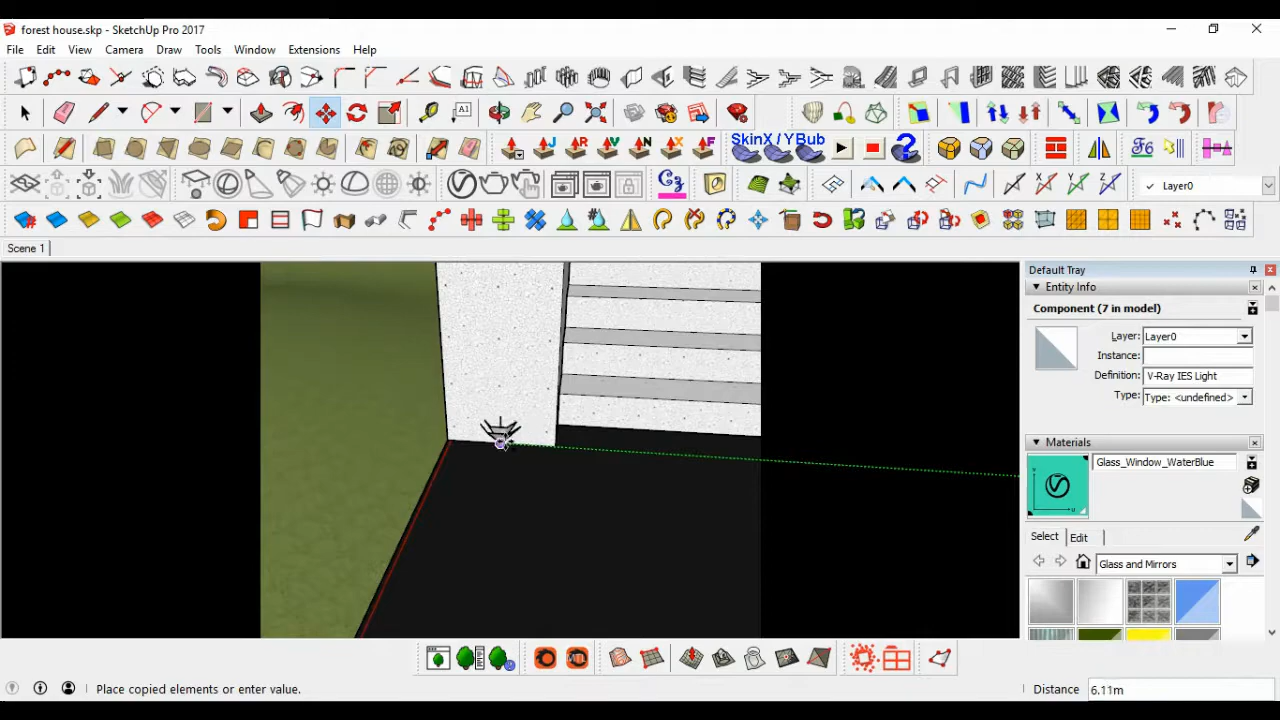 forest house.skp - SketchUp Pro 2017
File Edit View Camera Draw Tools Window Extensions Help
A1
J R V N X F SkinX / YBub ? F6
X Y Z Layer0
Scene 1
Default Tray
Entity Info
Component (7 in model)
Layer: Layer0
Instance:
Definition: V-Ray IES Light
Type: Type: <undefined>
Materials
Glass_Window_WaterBlue
Select Edit
Glass and Mirrors
Place copied elements or enter value.
Distance 6.11m